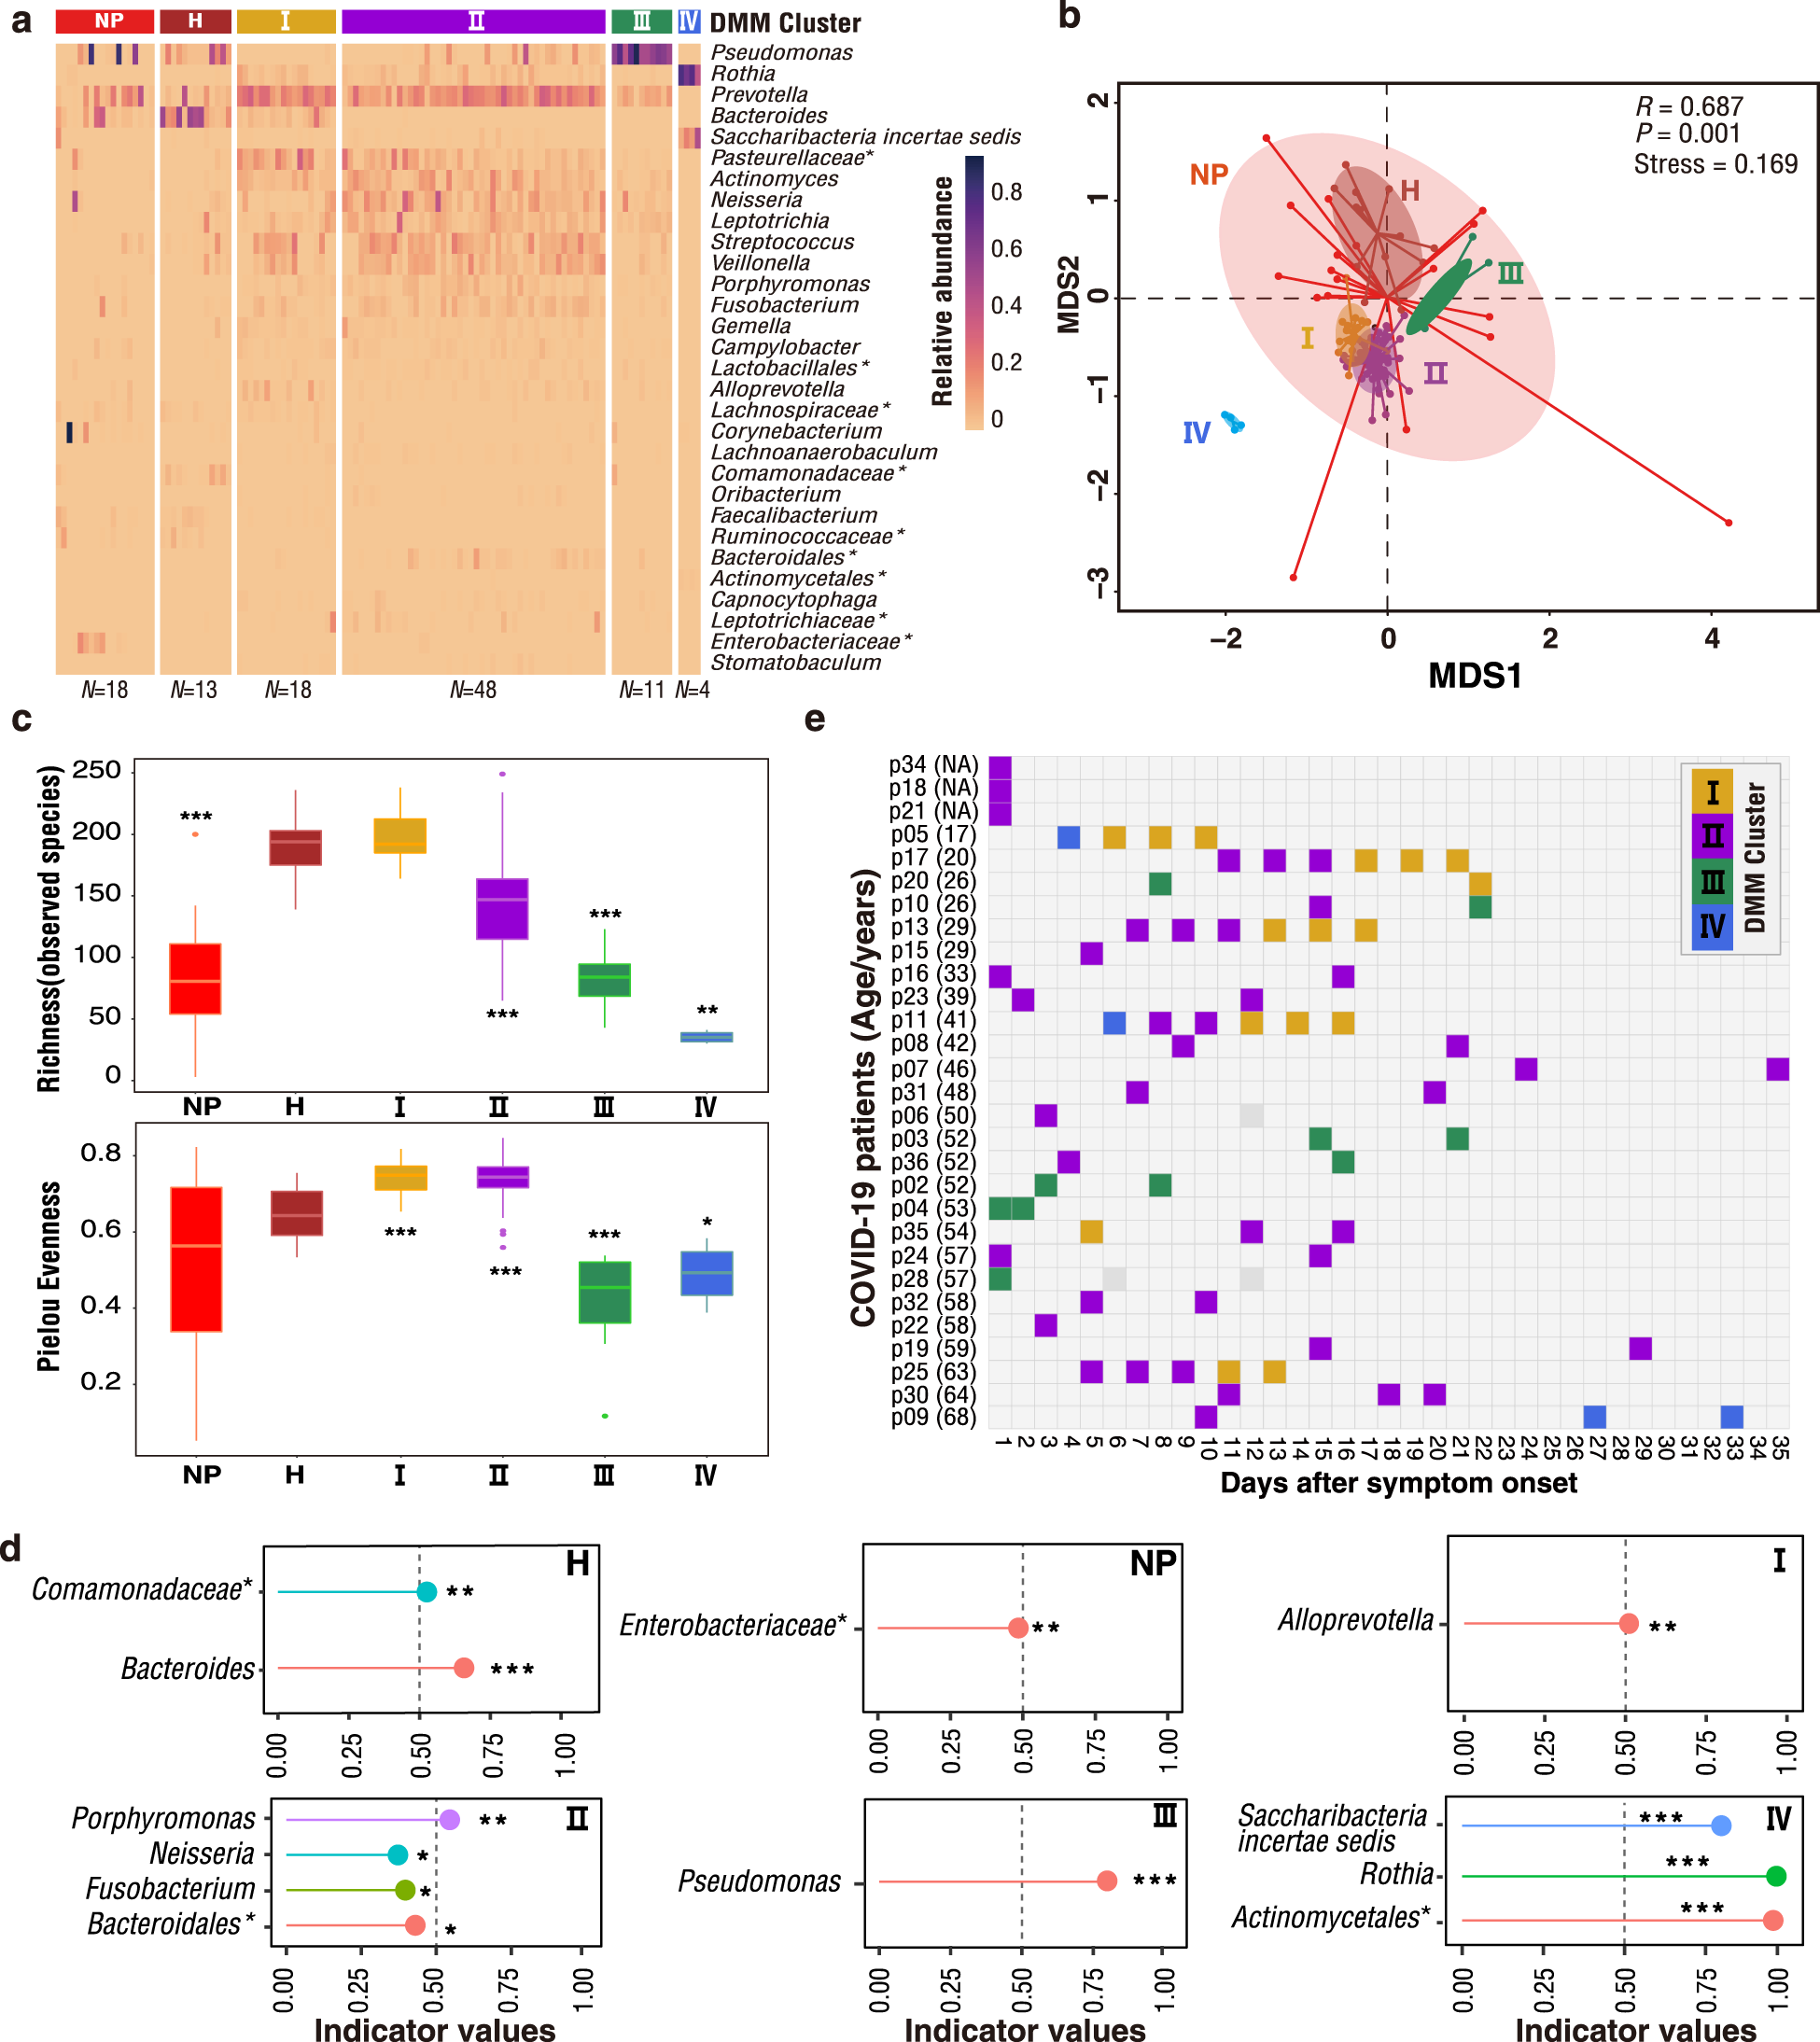 a
NP H I II III IV DMM Cluster
Pseudomonas
Rothia
Prevotella
Bacteroides
Saccharibacteria incertae sedis
Pasteurellaceae*
Actinomyces
Neisseria
Leptotrichia
Streptococcus
Veillonella
Porphyromonas
Fusobacterium
Gemella
Campylobacter
Lactobacillales*
Alloprevotella
Lachnospiraceae*
Corynebacterium
Lachnoanaerobaculum
Comamonadaceae*
Oribacterium
Faecalibacterium
Ruminococcaceae*
Bacteroidales*
Actinomycetales*
Capnocytophaga
Leptotrichiaceae*
Enterobacteriaceae*
Stomatobaculum
N=18 N=13 N=18 N=48 N=11 N=4
Relative abundance
0.8
0.6
0.4
0.2
0
b
R = 0.687
P = 0.001
Stress = 0.169
NP
H
III
I
II
IV
MDS2
2
1
0
−1
−2
−3
−2 0 2 4
MDS1
c
Richness(observed species)
250
200
150
100
50
0
***
***
***
**
NP H I II III IV
Pielou Evenness
0.8
0.6
0.4
0.2
***
***
***
*
NP H I II III IV
e
COVID-19 patients (Age/years)
p34 (NA)
p18 (NA)
p21 (NA)
p05 (17)
p17 (20)
p20 (26)
p10 (26)
p13 (29)
p15 (29)
p16 (33)
p23 (39)
p11 (41)
p08 (42)
p07 (46)
p31 (48)
p06 (50)
p03 (52)
p36 (52)
p02 (52)
p04 (53)
p35 (54)
p24 (57)
p28 (57)
p32 (58)
p22 (58)
p19 (59)
p25 (63)
p30 (64)
p09 (68)
I
II
III
IV
DMM Cluster
1 2 3 4 5 6 7 8 9 10 11 12 13 14 15 16 17 18 19 20 21 22 23 24 25 26 27 28 29 30 31 32 33 34 35
Days after symptom onset
d
H
Comamonadaceae* **
Bacteroides ***
0.00 0.25 0.50 0.75 1.00
NP
Enterobacteriaceae* **
0.00 0.25 0.50 0.75 1.00
I
Alloprevotella **
0.00 0.25 0.50 0.75 1.00
II
Porphyromonas **
Neisseria *
Fusobacterium *
Bacteroidales* *
0.00 0.25 0.50 0.75 1.00
Indicator values
III
Pseudomonas ***
0.00 0.25 0.50 0.75 1.00
Indicator values
IV
Saccharibacteria
incertae sedis ***
Rothia ***
Actinomycetales* ***
0.00 0.25 0.50 0.75 1.00
Indicator values